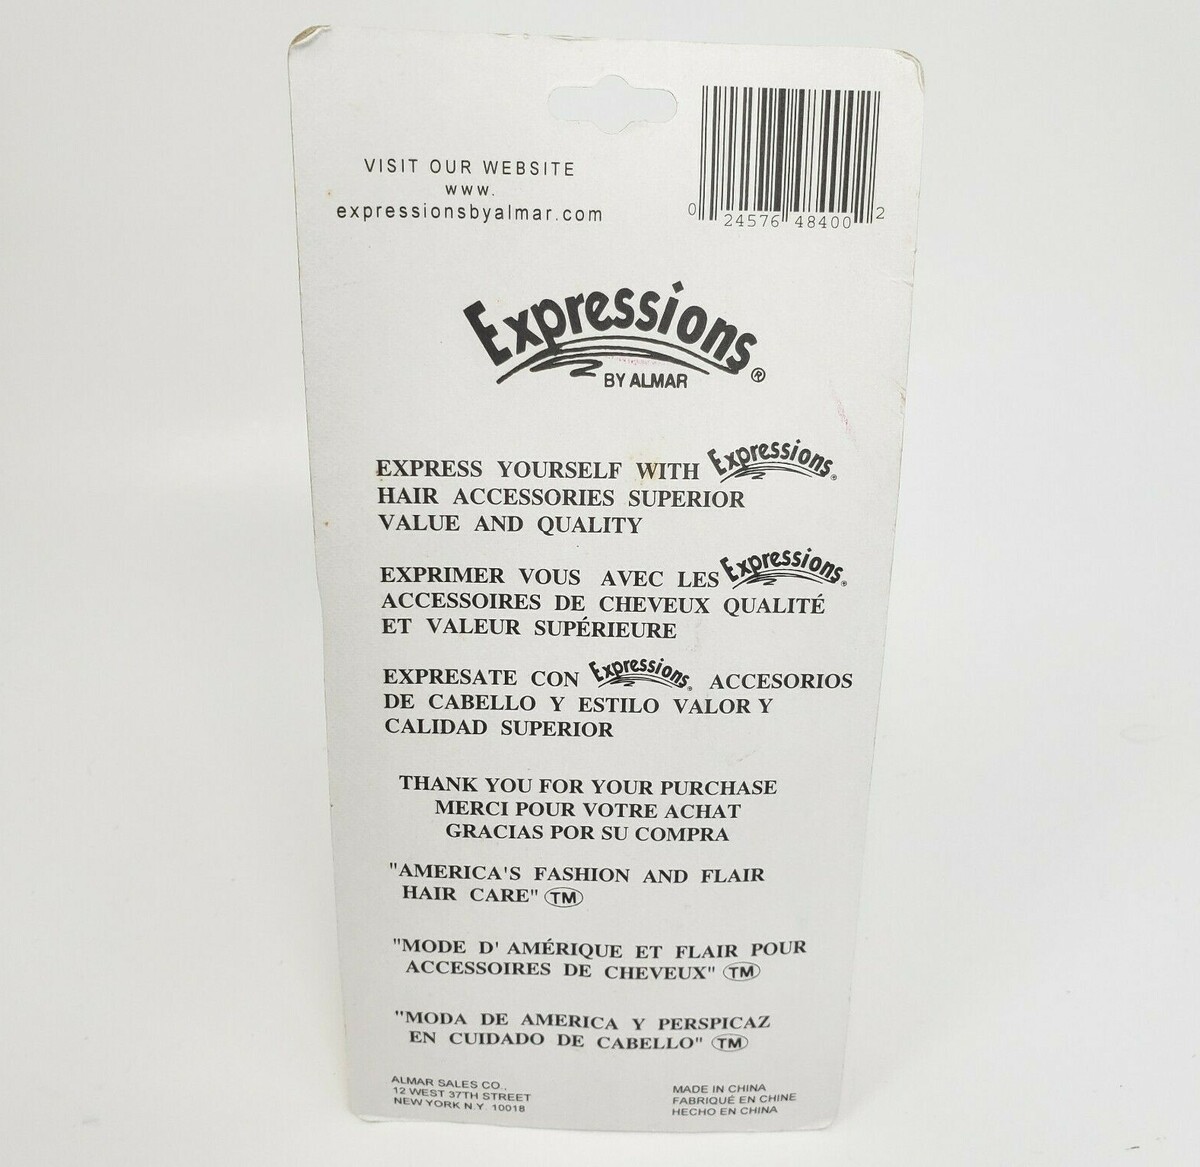 VISIT OUR WEBSITE
www.
expressionsbyalmar.com
0 24576 48400 2
Expressions®
BY ALMAR
EXPRESS YOURSELF WITH Expressions®
HAIR ACCESSORIES SUPERIOR
VALUE AND QUALITY
EXPRIMER VOUS AVEC LES Expressions®
ACCESSOIRES DE CHEVEUX QUALITÉ
ET VALEUR SUPÉRIEURE
EXPRESATE CON Expressions® ACCESORIOS
DE CABELLO Y ESTILO VALOR Y
CALIDAD SUPERIOR
THANK YOU FOR YOUR PURCHASE
MERCI POUR VOTRE ACHAT
GRACIAS POR SU COMPRA
"AMERICA'S FASHION AND FLAIR
HAIR CARE" TM
"MODE D' AMÉRIQUE ET FLAIR POUR
ACCESSOIRES DE CHEVEUX" TM
"MODA DE AMERICA Y PERSPICAZ
EN CUIDADO DE CABELLO" TM
ALMAR SALES CO.,
12 WEST 37TH STREET
NEW YORK N.Y. 10018
MADE IN CHINA
FABRIQUÉ EN CHINE
HECHO EN CHINA